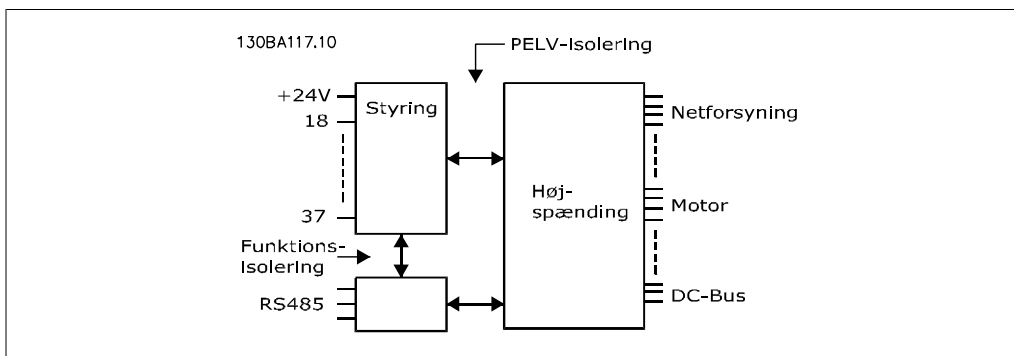 130BA117.10
PELV-isolering
+24V
Styring
18
Netforsyning
Høj-
spænding
37
Motor
Funktions-
isolering
RS485
DC-Bus